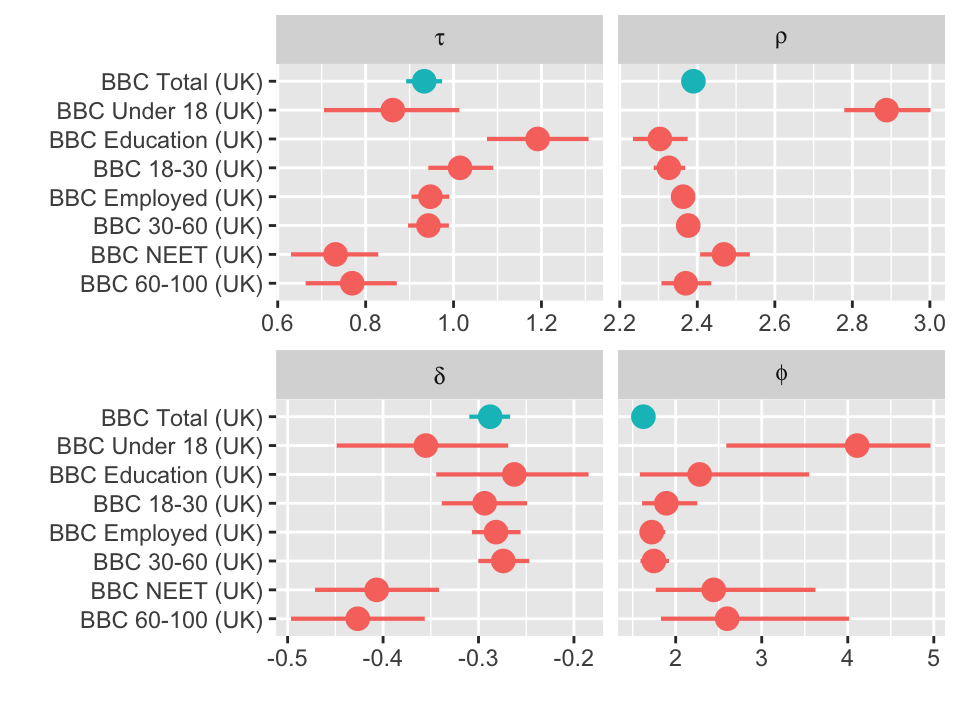 τ ρ
BBC Total (UK)
BBC Under 18 (UK)
BBC Education (UK)
BBC 18-30 (UK)
BBC Employed (UK)
BBC 30-60 (UK)
BBC NEET (UK)
BBC 60-100 (UK)
0.6 0.8 1.0 1.2 2.2 2.4 2.6 2.8 3.0
δ ϕ
BBC Total (UK)
BBC Under 18 (UK)
BBC Education (UK)
BBC 18-30 (UK)
BBC Employed (UK)
BBC 30-60 (UK)
BBC NEET (UK)
BBC 60-100 (UK)
-0.5 -0.4 -0.3 -0.2 2 3 4 5